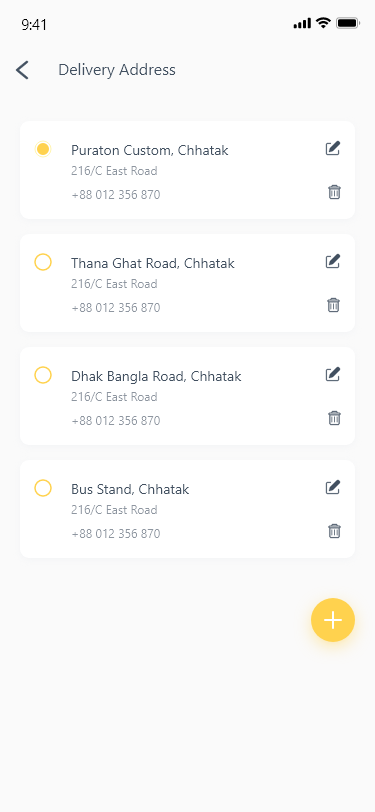 9:41
Delivery Address
Puraton Custom, Chhatak
216/C East Road
+88 012 356 870
Thana Ghat Road, Chhatak
216/C East Road
+88 012 356 870
Dhak Bangla Road, Chhatak
216/C East Road
+88 012 356 870
Bus Stand, Chhatak
216/C East Road
+88 012 356 870